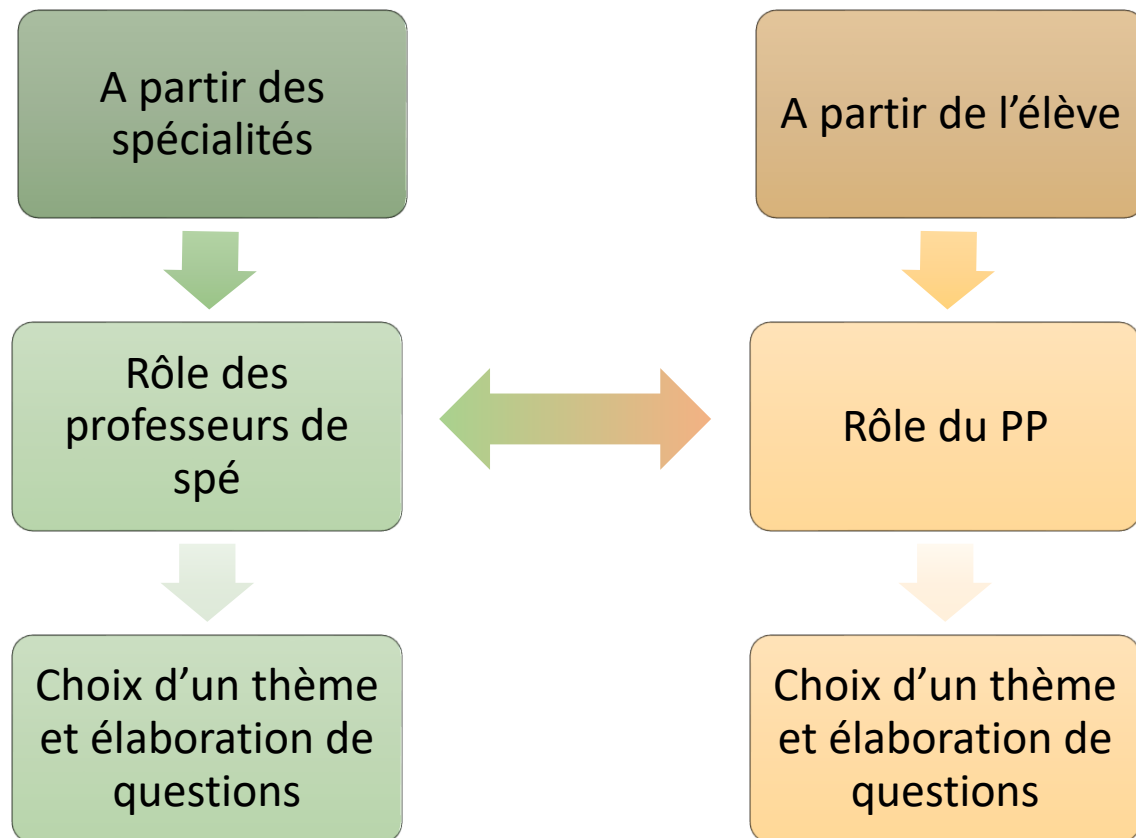 A partir des
spécialités
A partir de l'élève
Rôle des
professeurs de
spé
Rôle du PP
Choix d'un thème
et élaboration de
questions
Choix d'un thème
et élaboration de
questions